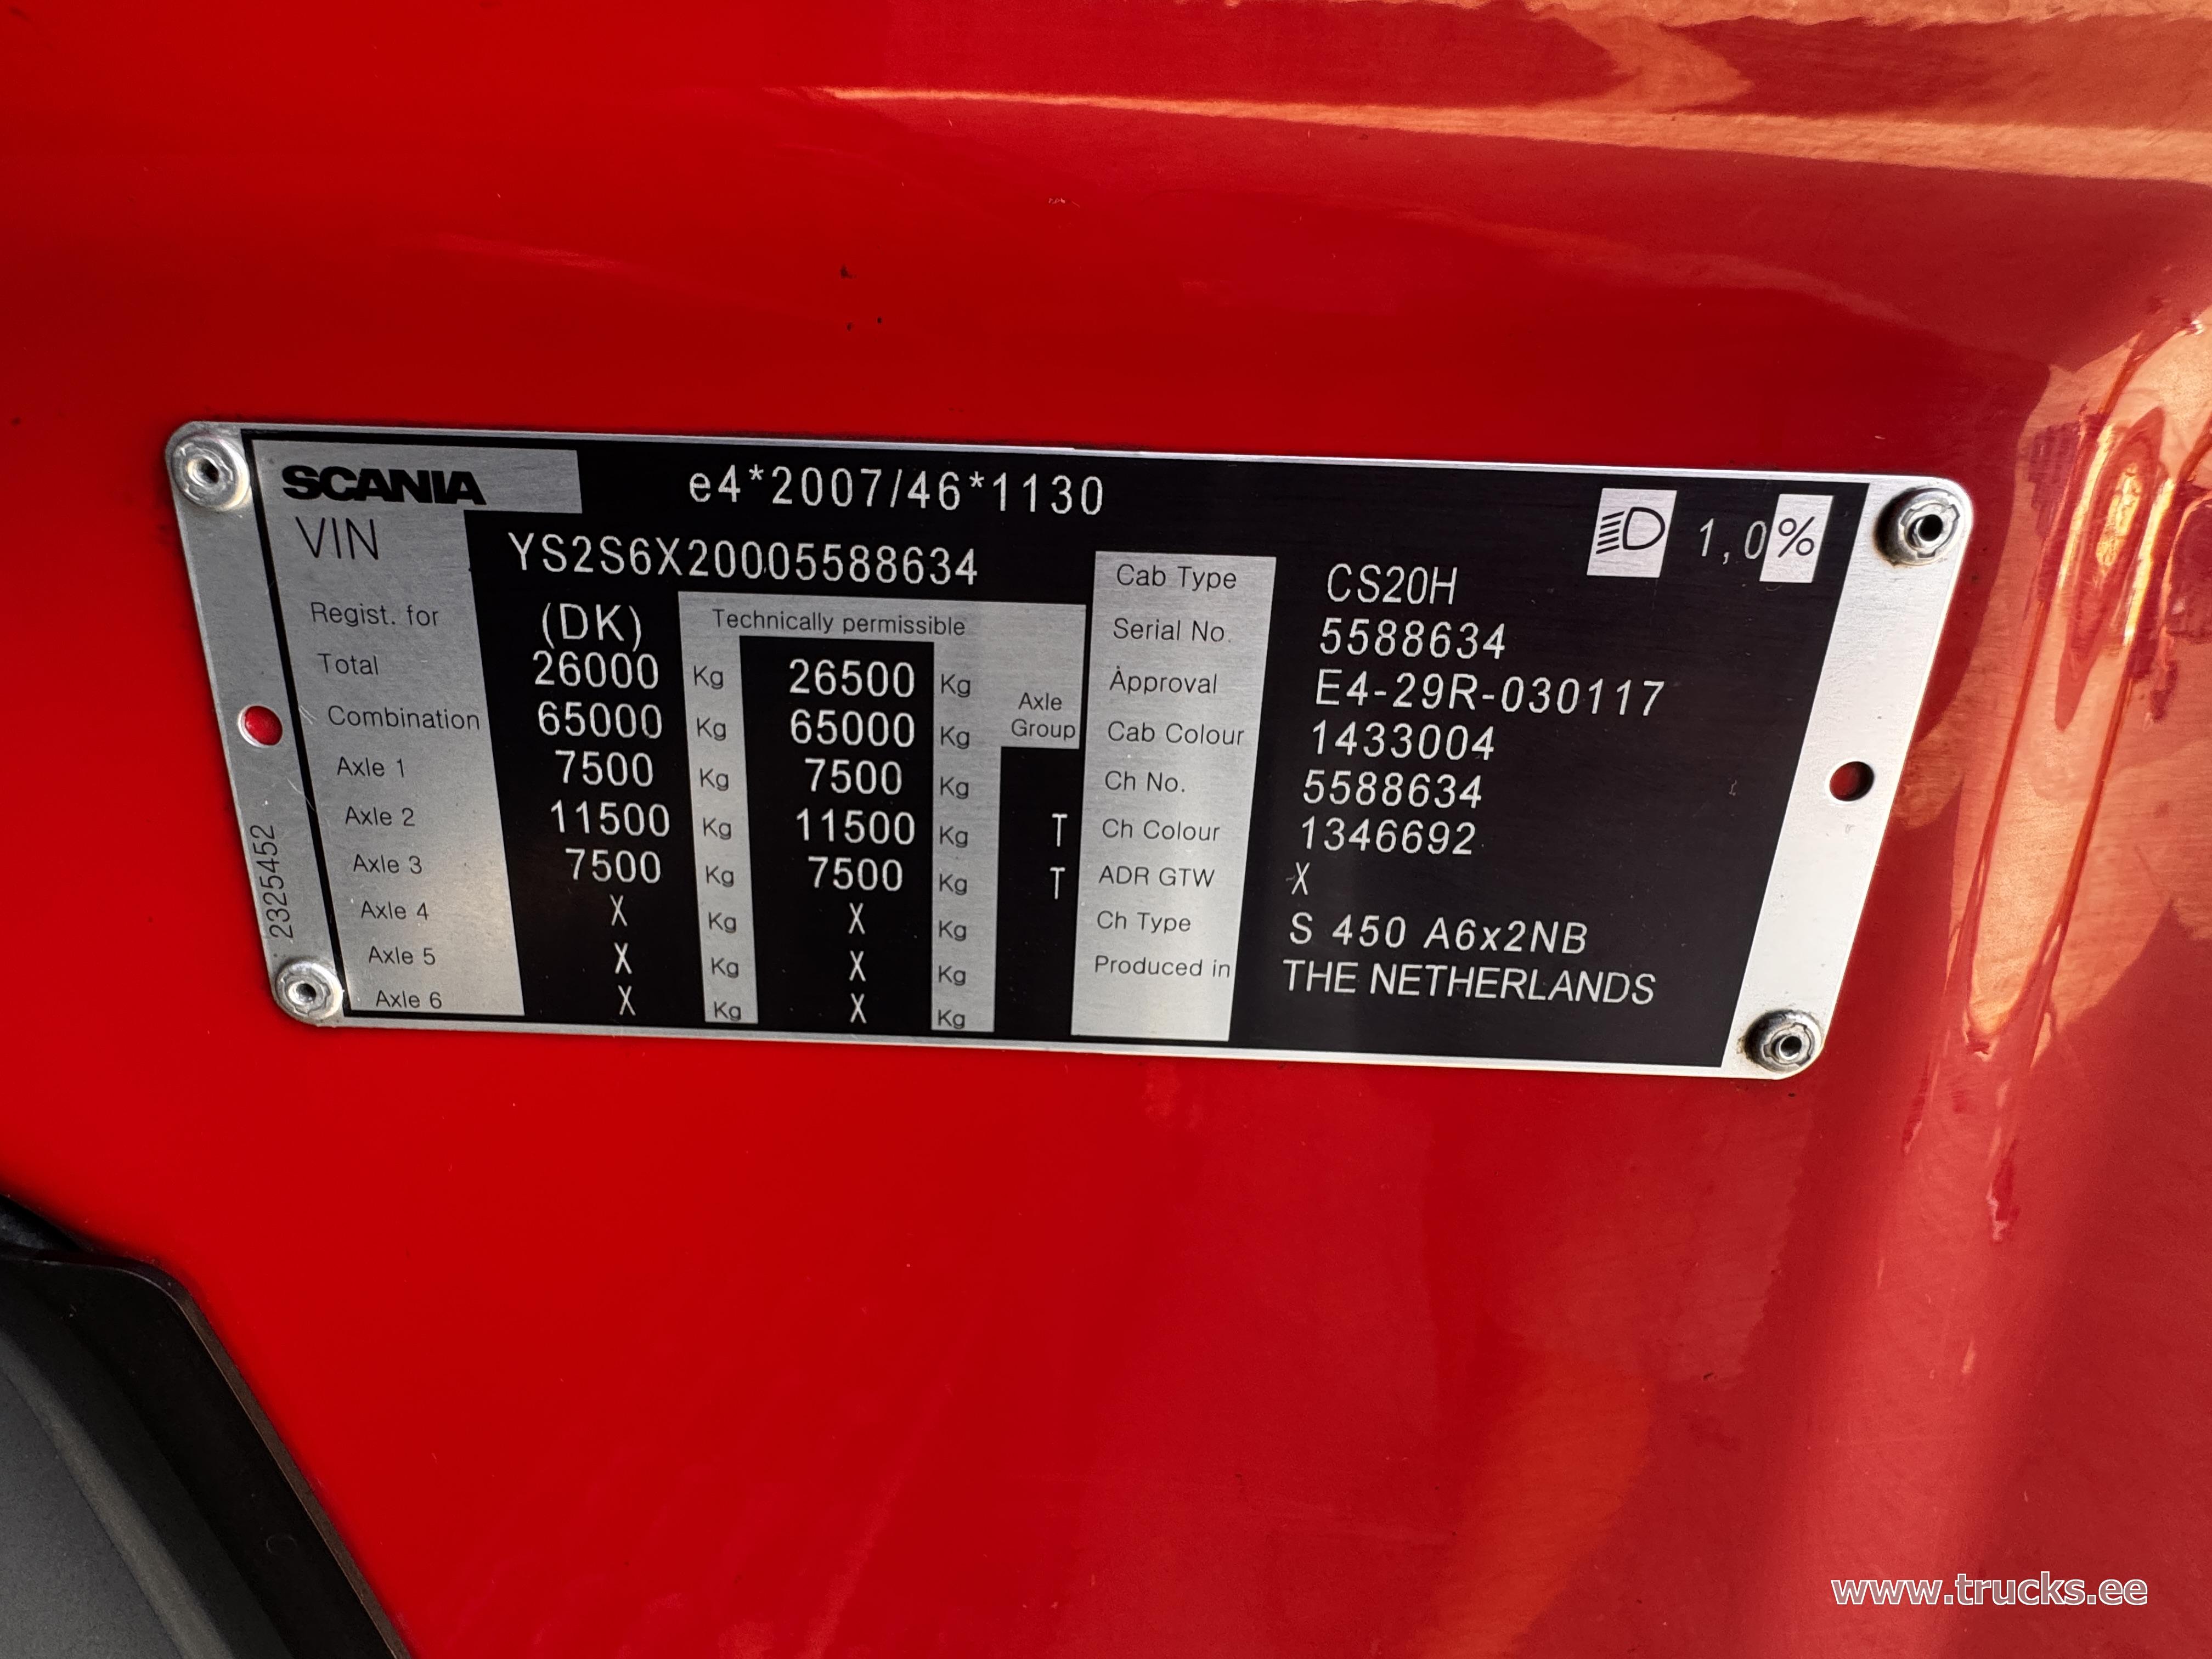 SCANIA e4*2007/46*1130
1,0%
VIN YS2S6X20005588634
Regist. for (DK) Technically permissible
Total 26000 Kg 26500 Kg
Combination 65000 Kg 65000 Kg Axle Group
Axle 1 7500 Kg 7500 Kg
Axle 2 11500 Kg 11500 Kg T
Axle 3 7500 Kg 7500 Kg T
Axle 4 X Kg X Kg
Axle 5 X Kg X Kg
Axle 6 X Kg X Kg
Cab Type CS20H
Serial No. 5588634
Approval E4-29R-030117
Cab Colour 1433004
Ch No. 5588634
Ch Colour 1346692
ADR GTW X
Ch Type S 450 A6x2NB
Produced in THE NETHERLANDS
2325452
www.trucks.ee